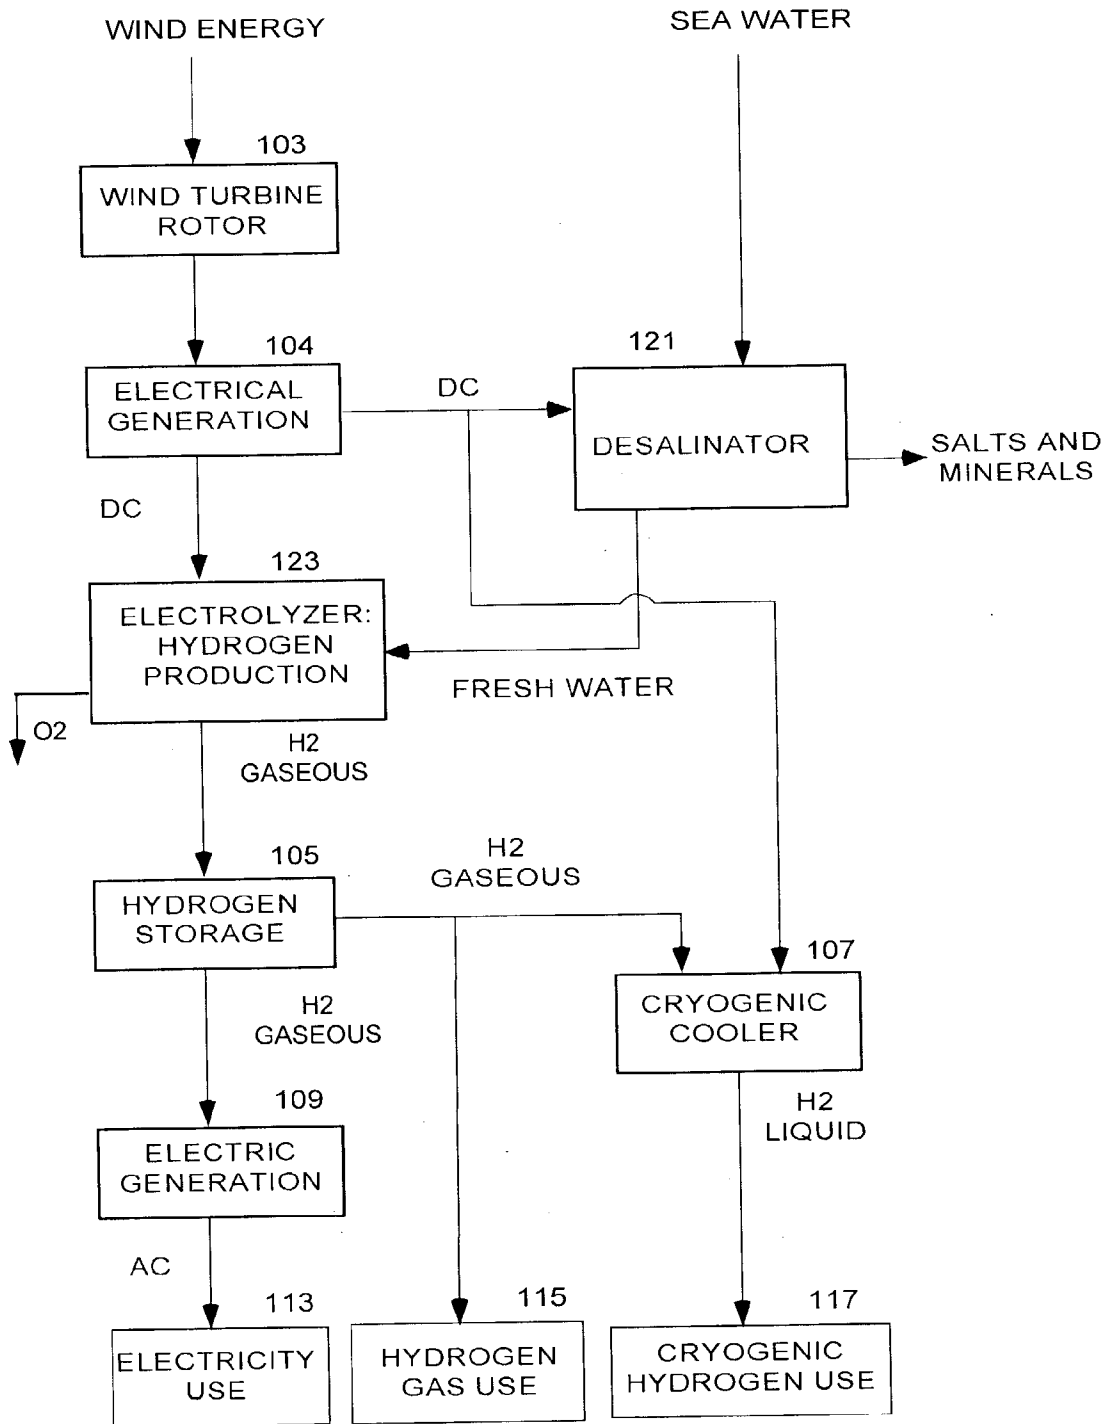 WIND ENERGY
SEA WATER
103
WIND TURBINE
ROTOR
104
121
ELECTRICAL
GENERATION
DC
DESALINATOR
SALTS AND
MINERALS
DC
123
ELECTROLYZER:
HYDROGEN
PRODUCTION
FRESH WATER
O2
H2
GASEOUS
105
H2
GASEOUS
HYDROGEN
STORAGE
107
H2
GASEOUS
CRYOGENIC
COOLER
109
H2
LIQUID
ELECTRIC
GENERATION
AC
113
115
117
ELECTRICITY
USE
HYDROGEN
GAS USE
CRYOGENIC
HYDROGEN USE